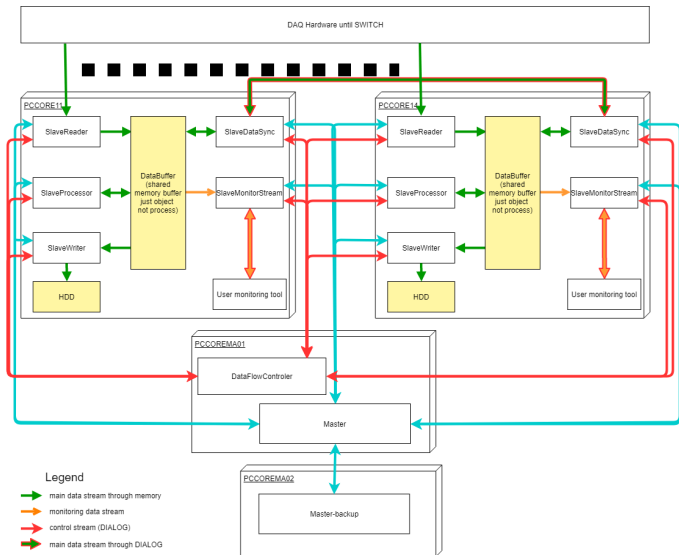 DAQ Hardware until SWITCH
PCCORE11
SlaveReader
SlaveProcessor
SlaveWriter
HDD
DataBuffer
(shared
memory buffer
just object
not process)
SlaveDataSync
SlaveMonitorStream
User monitoring tool
PCCORE14
SlaveReader
SlaveProcessor
SlaveWriter
HDD
DataBuffer
(shared
memory buffer
just object
not process)
SlaveDataSync
SlaveMonitorStream
User monitoring tool
PCCOREMA01
DataFlowControler
Master
PCCOREMA02
Master-backup
Legend
main data stream through memory
monitoring data stream
control stream (DIALOG)
main data stream through DIALOG